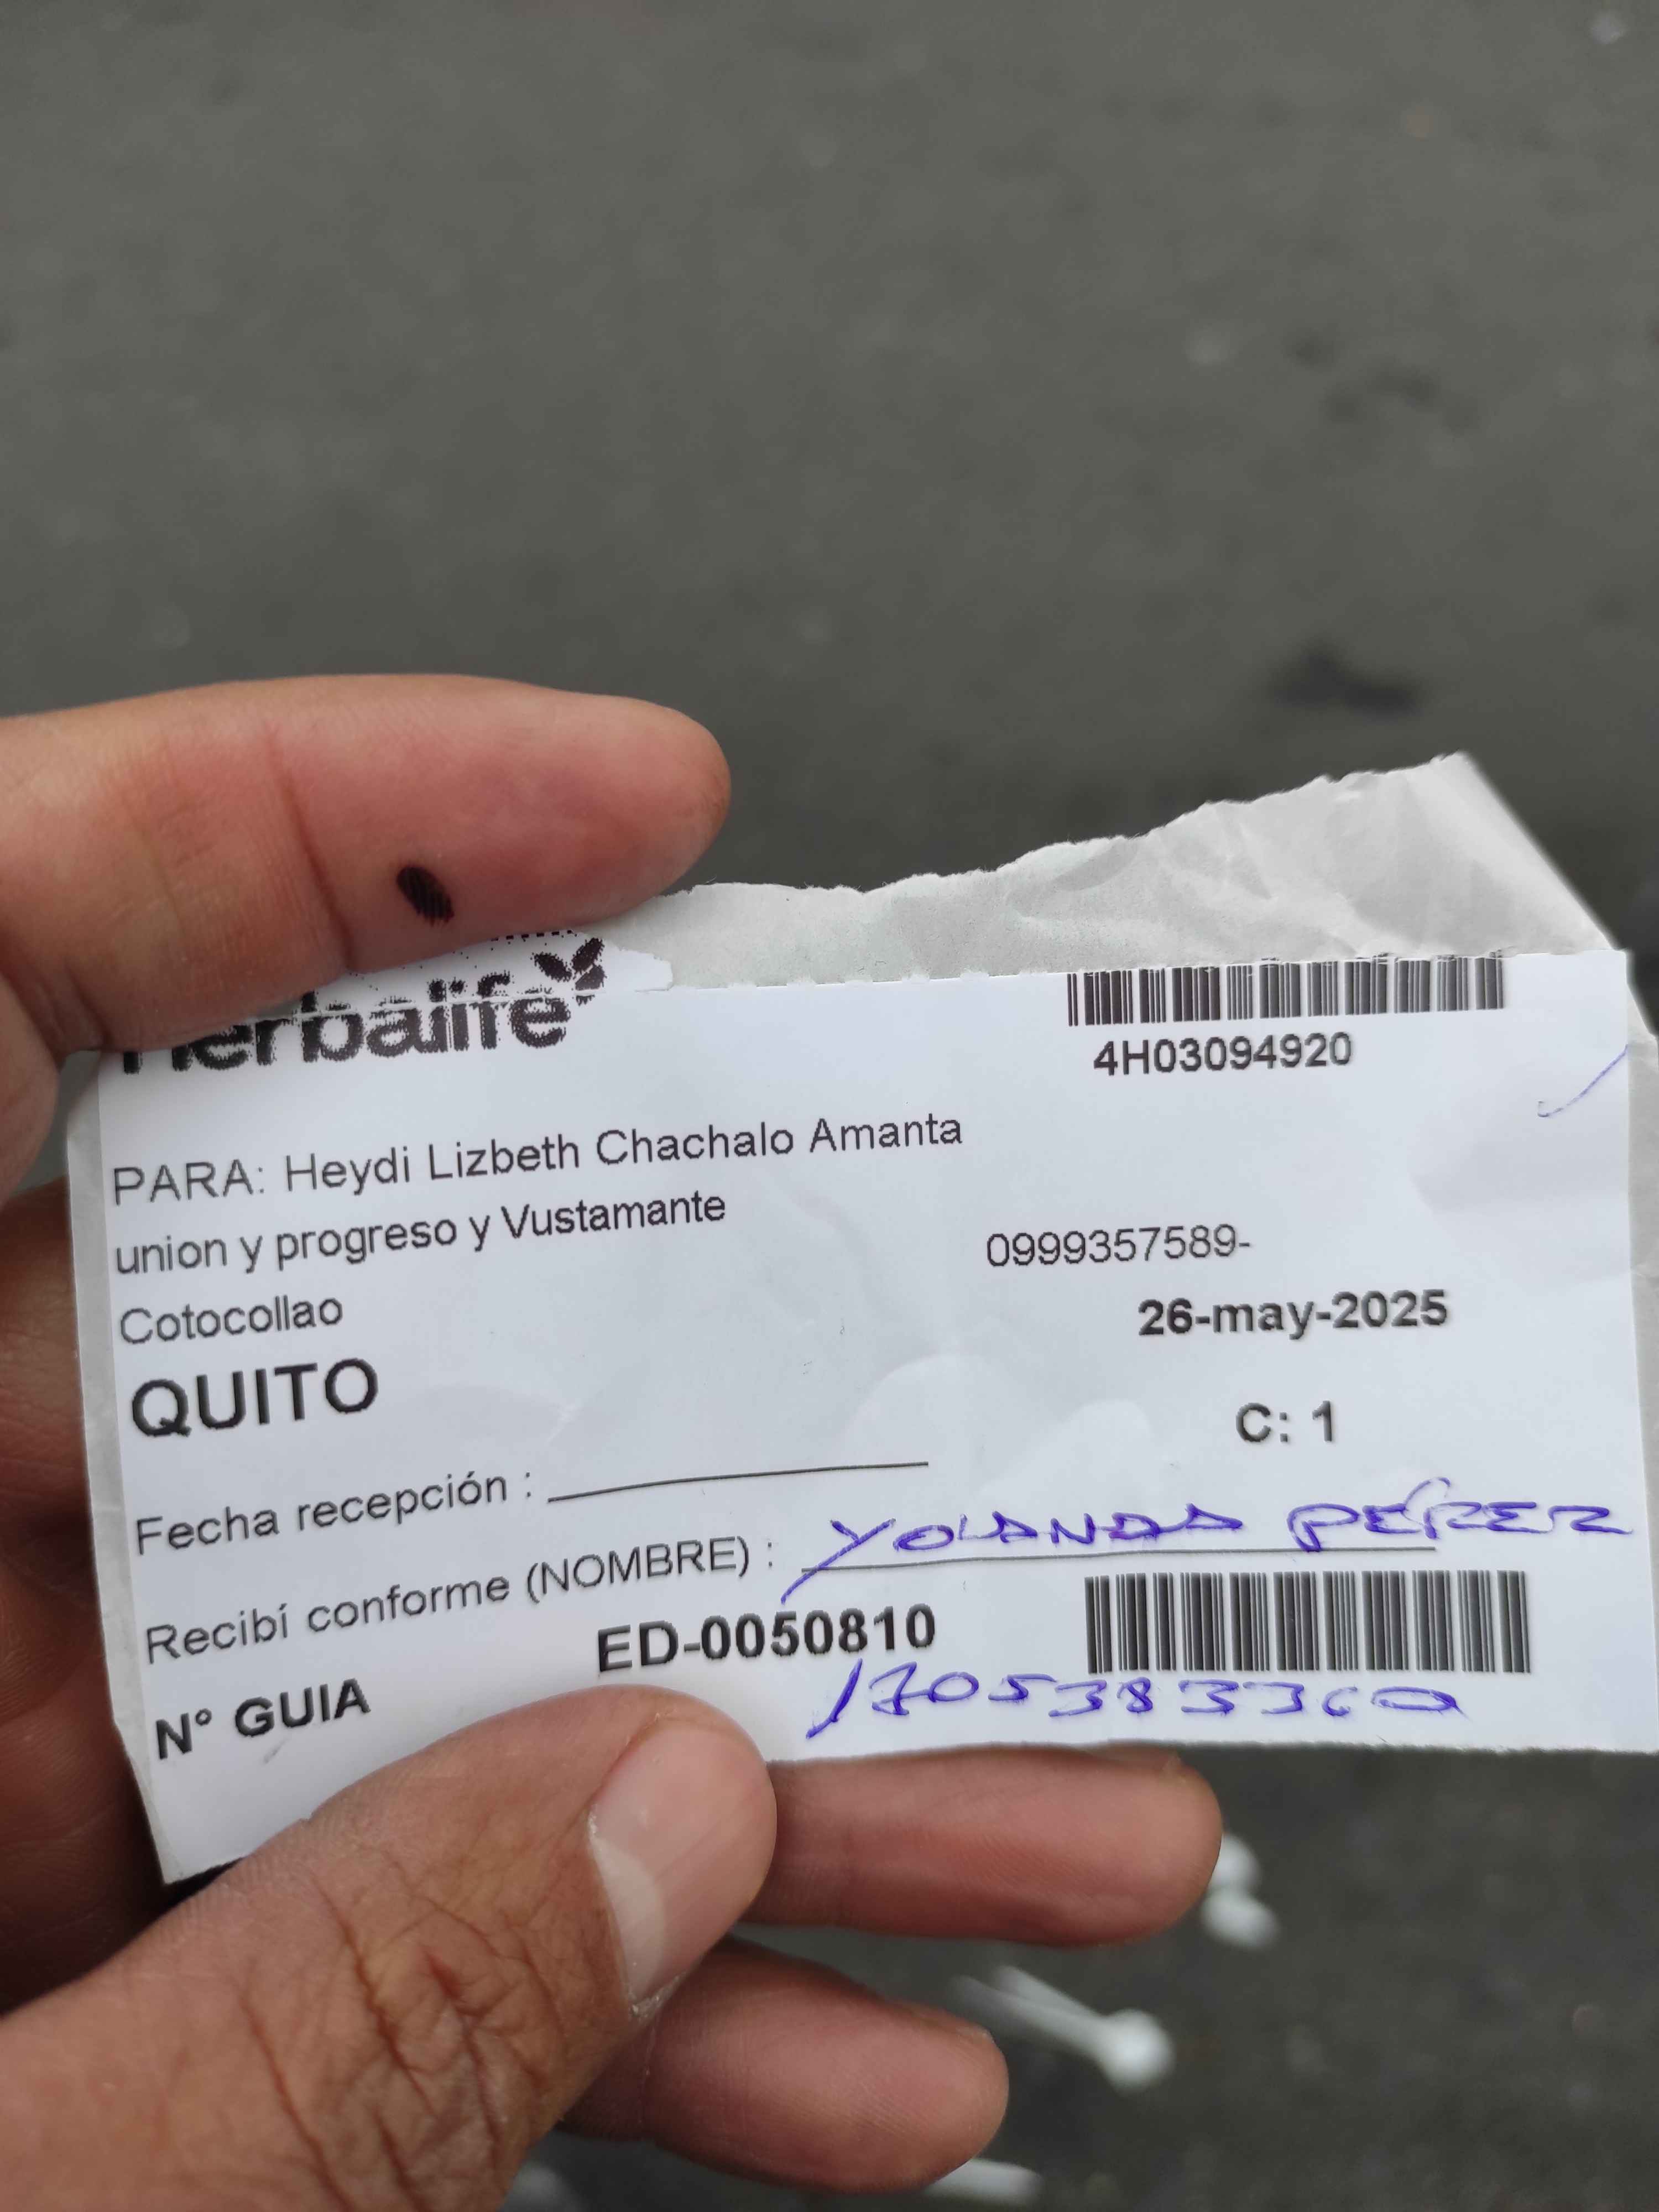 Herbalife
4H03094920
PARA: Heydi Lizbeth Chachalo Amanta
union y progreso y Vustamante
0999357589-
Cotocollao
26-may-2025
QUITO
C: 1
Fecha recepción :
Recibí conforme (NOMBRE) : YOLANDA PÉREZ
N° GUIA ED-0050810
1705383360